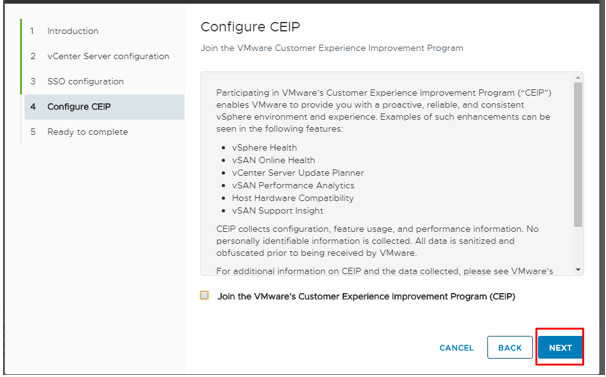 1 Introduction
2 vCenter Server configuration
3 SSO configuration
4 Configure CEIP
5 Ready to complete
Configure CEIP
Join the VMware Customer Experience Improvement Program
Participating in VMware's Customer Experience Improvement Program ("CEIP")
enables VMware to provide you with a proactive, reliable, and consistent
vSphere environment and experience. Examples of such enhancements can be
seen in the following features:
• vSphere Health
• vSAN Online Health
• vCenter Server Update Planner
• vSAN Performance Analytics
• Host Hardware Compatibility
• vSAN Support Insight
CEIP collects configuration, feature usage, and performance information. No
personally identifiable information is collected. All data is sanitized and
obfuscated prior to being received by VMware.
For additional information on CEIP and the data collected, please see VMware's
Join the VMware's Customer Experience Improvement Program (CEIP)
CANCEL
BACK
NEXT